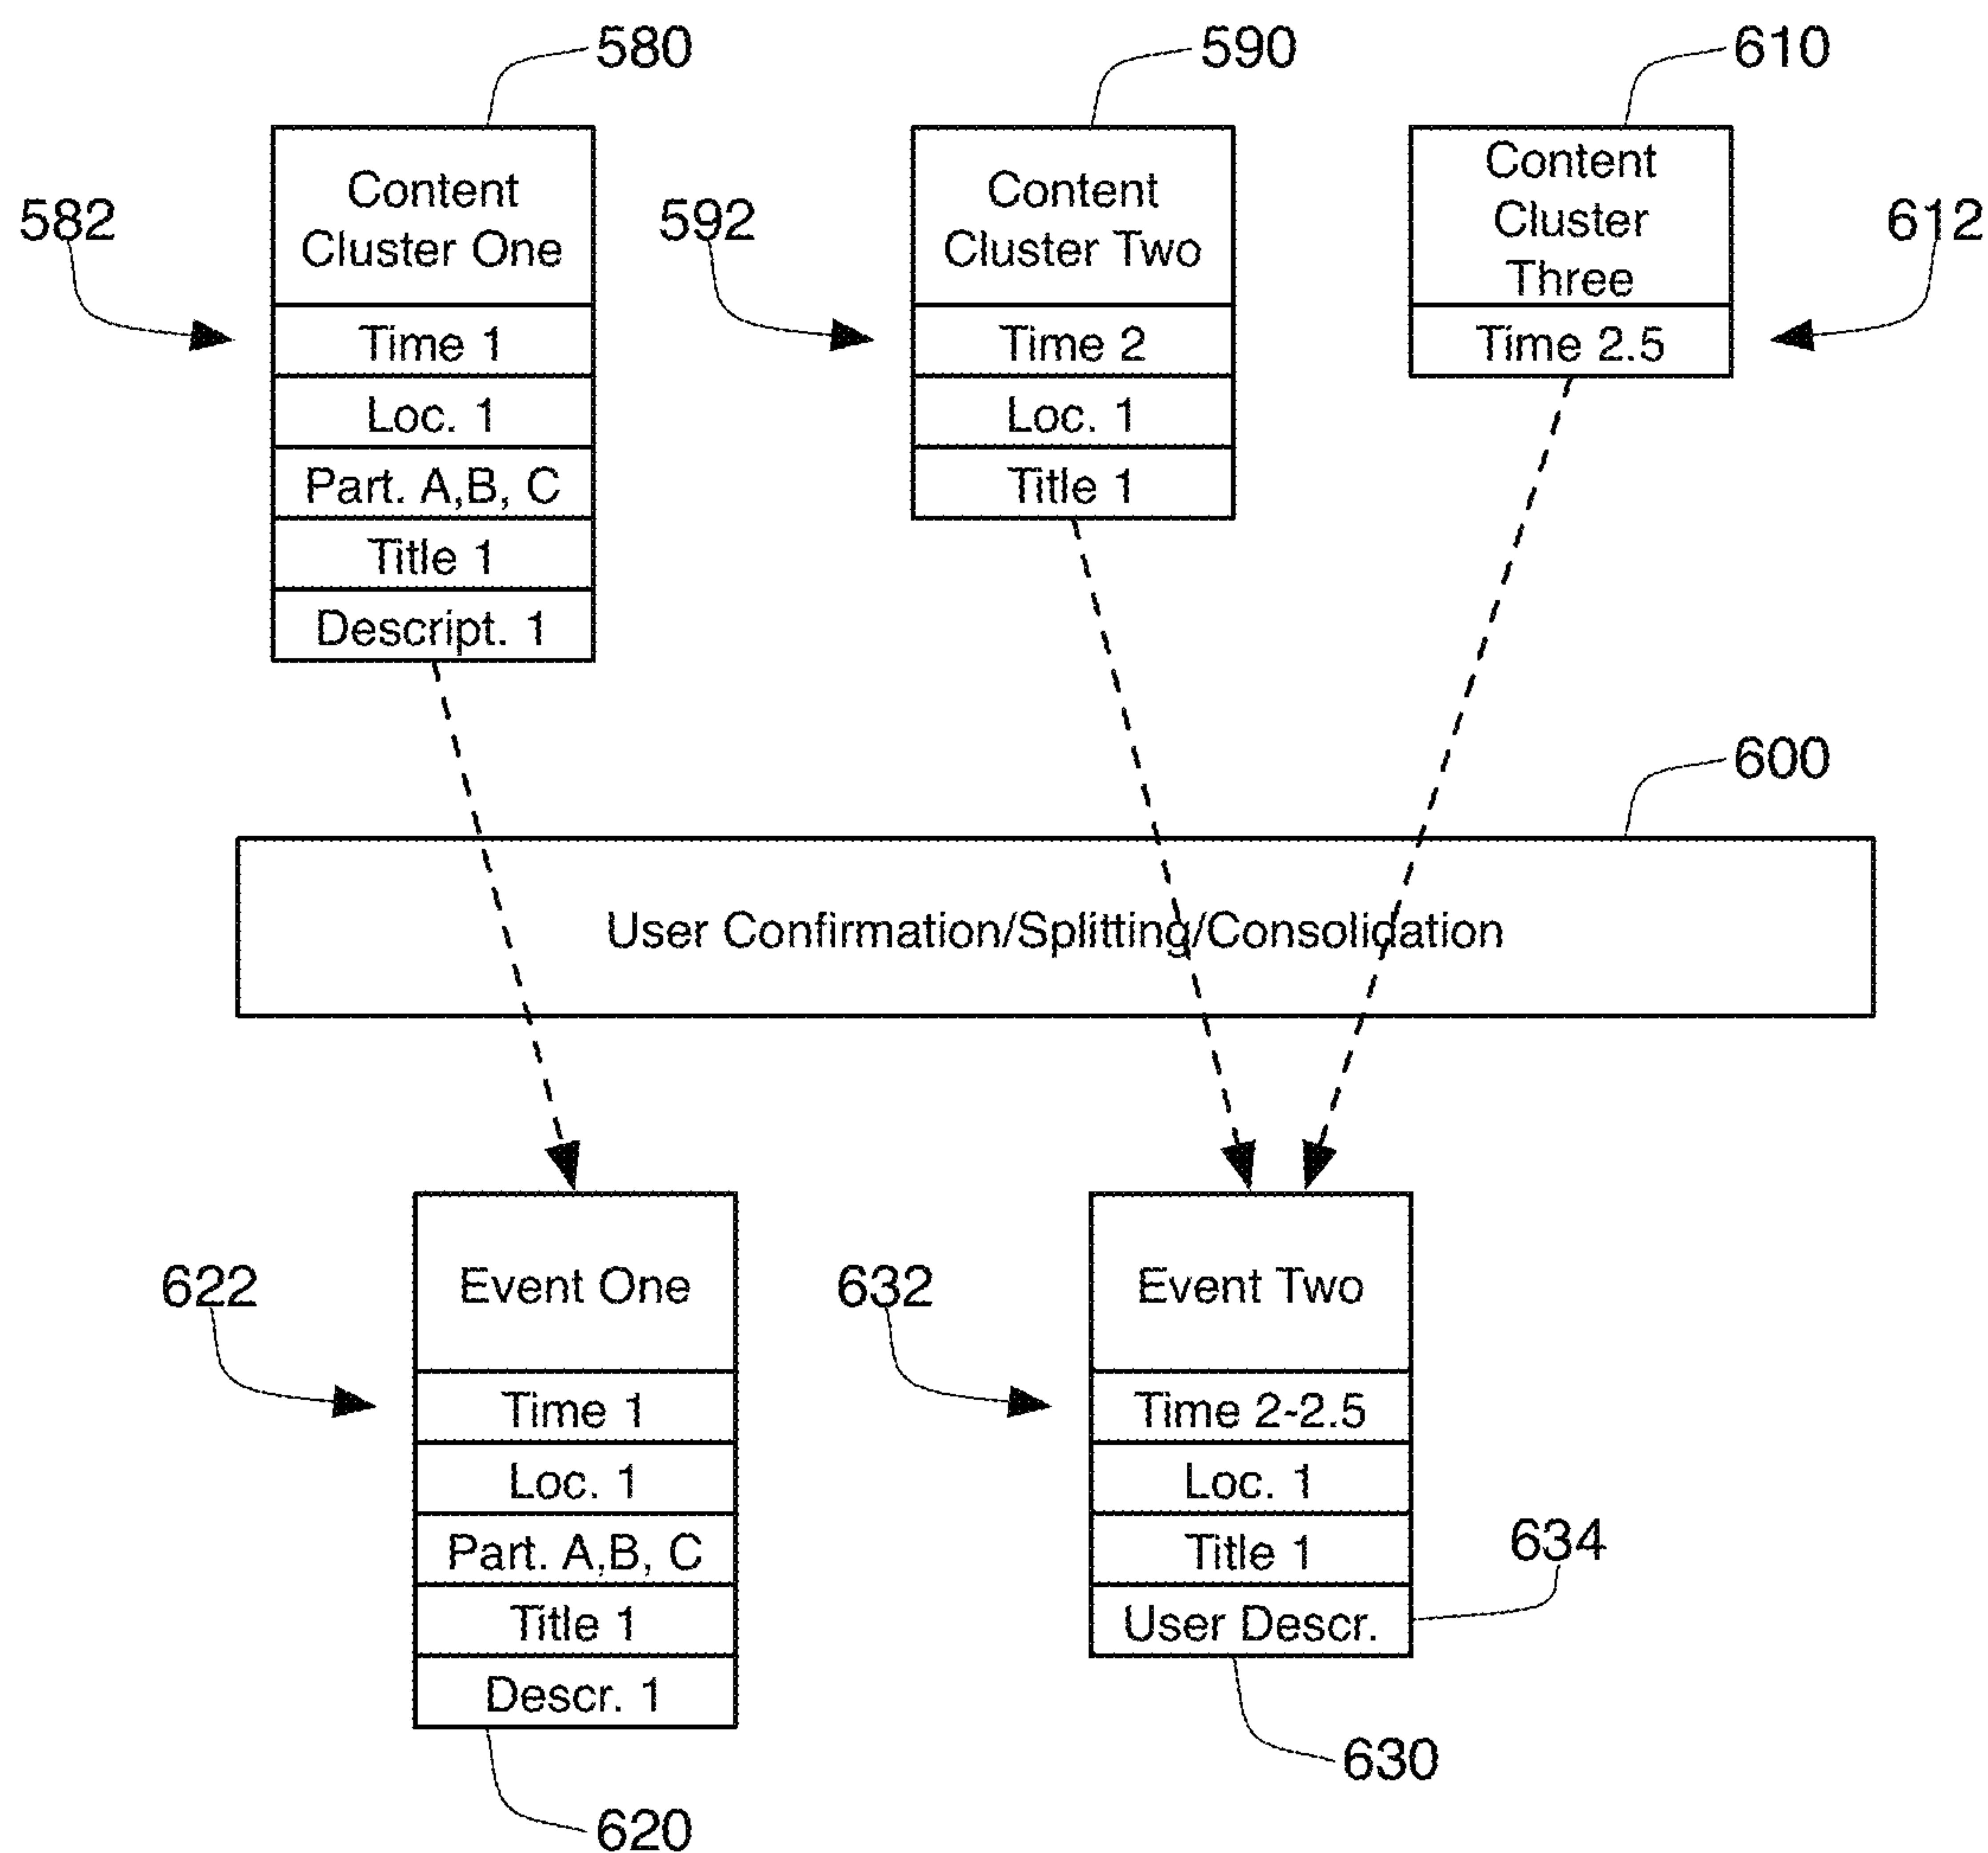 580
590
610
582
Content
Cluster One
Time 1
Loc. 1
Part. A,B, C
Title 1
Descript. 1
592
Content
Cluster Two
Time 2
Loc. 1
Title 1
Content
Cluster
Three
Time 2.5
612
600
User Confirmation/Splitting/Consolidation
622
Event One
Time 1
Loc. 1
Part. A,B, C
Title 1
Descr. 1
620
632
Event Two
Time 2-2.5
Loc. 1
Title 1
User Descr.
634
630